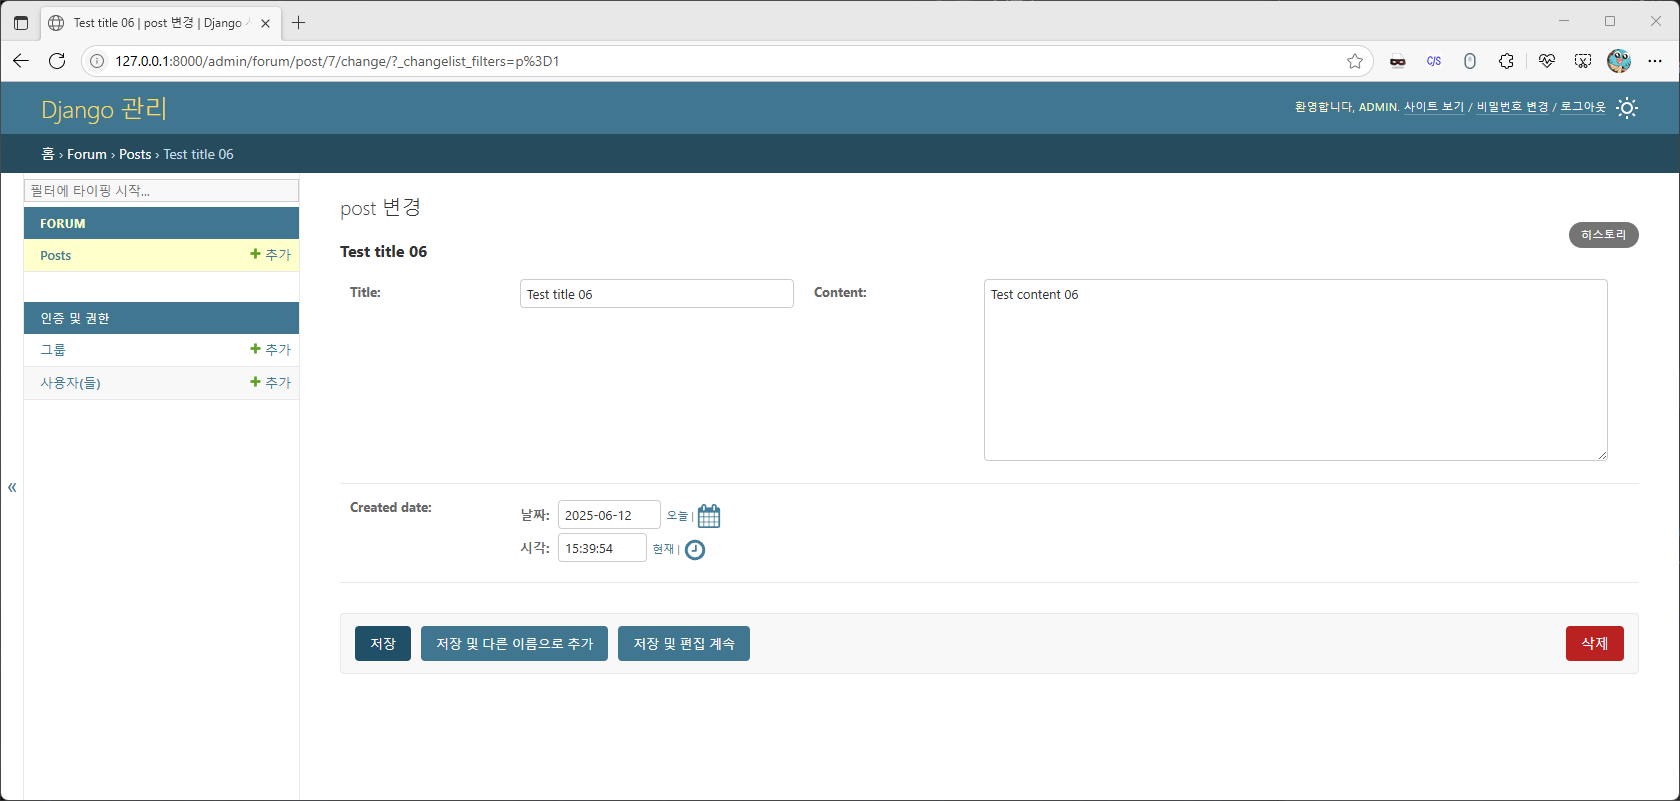 Test title 06 | post 변경 | Django
127.0.0.1:8000/admin/forum/post/7/change/?_changelist_filters=p%3D1
C/S
Django 관리
환영합니다, ADMIN. 사이트 보기 / 비밀번호 변경 / 로그아웃
홈 › Forum › Posts › Test title 06
필터에 타이핑 시작...
FORUM
Posts
추가
인증 및 권한
그룹
추가
사용자(들)
추가
«
post 변경
히스토리
Test title 06
Title:
Test title 06
Content:
Test content 06
Created date:
날짜: 2025-06-12 오늘 |
시각: 15:39:54 현재 |
저장
저장 및 다른 이름으로 추가
저장 및 편집 계속
삭제